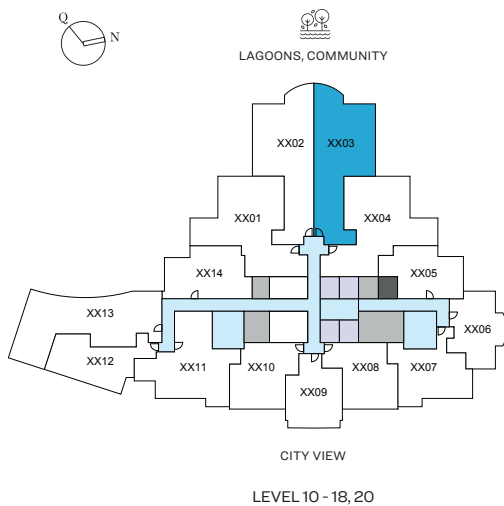 Q
N
LAGOONS, COMMUNITY
XX02
XX03
XX01
XX04
XX14
XX05
XX13
XX06
XX12
XX11
XX10
XX08
XX07
XX09
CITY VIEW
LEVEL 10 - 18, 20